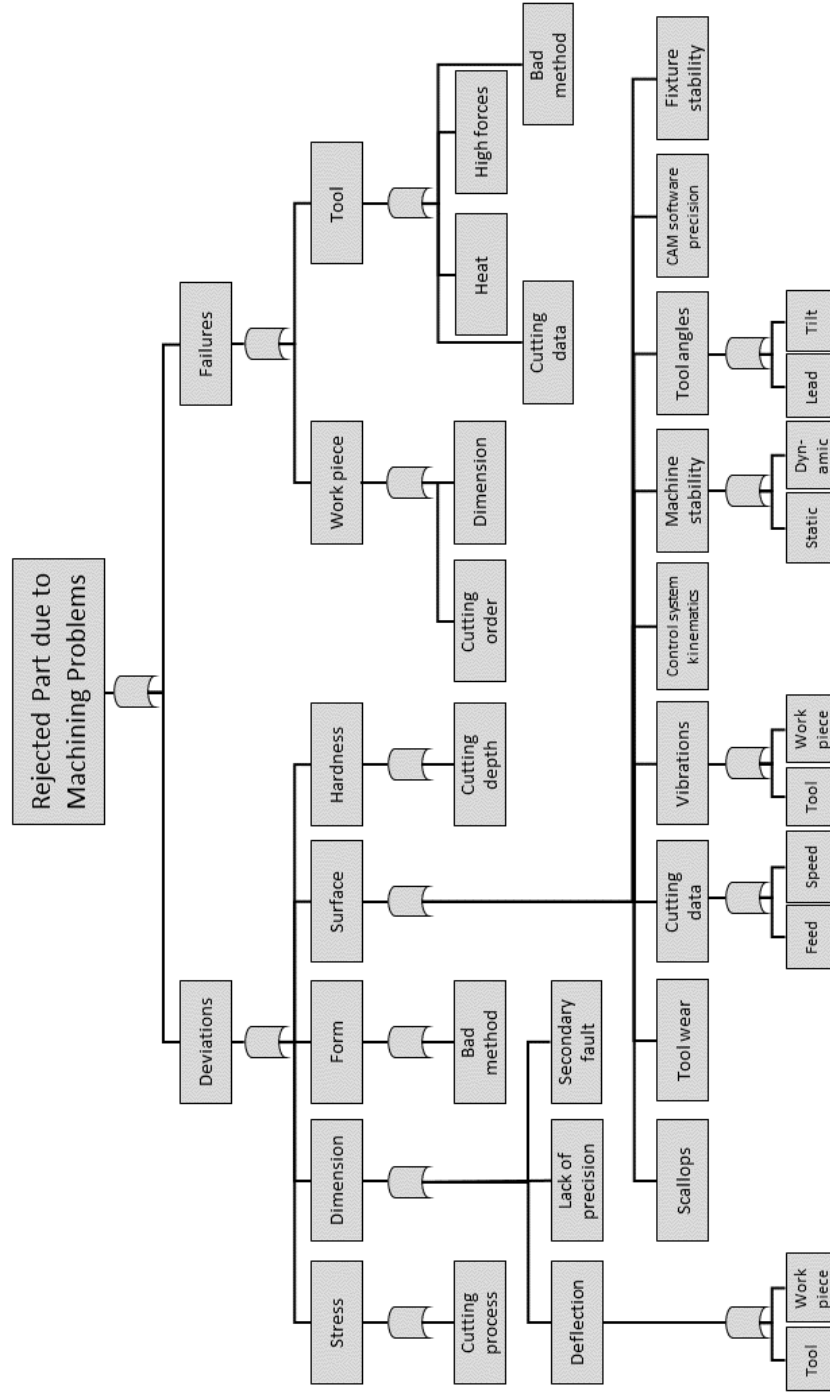 Rejected Part due to
Machining Problems
Deviations
Failures
Stress
Dimension
Form
Surface
Hardness
Work piece
Tool
Cutting
process
Bad
method
Cutting
depth
Cutting
order
Dimension
Heat
High forces
Cutting
data
Bad
method
Deflection
Lack of
precision
Secondary
fault
Scallops
Tool wear
Cutting
data
Vibrations
Control system
kinematics
Machine
stability
Tool angles
CAM software
precision
Fixture
stability
Tool
Work
piece
Feed
Speed
Tool
Work
piece
Static
Dyn-
amic
Lead
Tilt